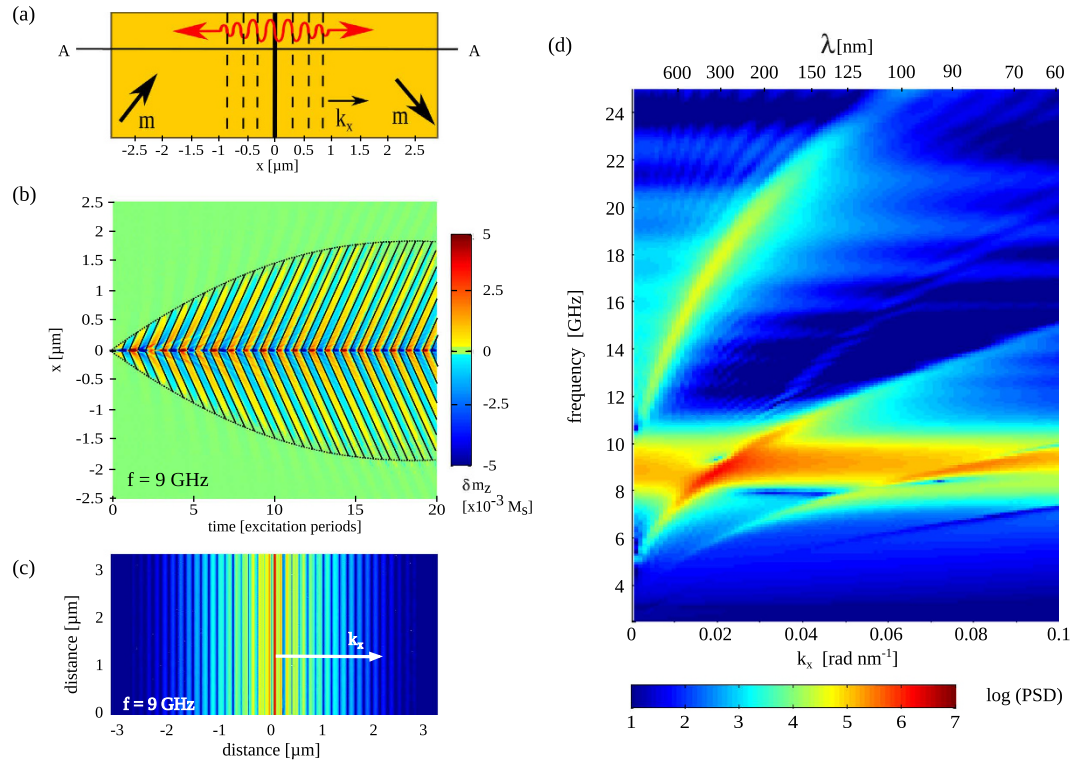 (a)
A
A
m
m
kx
-2.5 -2 -1.5 -1 -0.5 0 0.5 1 1.5 2 2.5
x [µm]
(b)
2.5
2
1.5
1
0.5
0
-0.5
-1
-1.5
-2
-2.5
x [µm]
f = 9 GHz
0 5 10 15 20
time [excitation periods]
5
2.5
0
-2.5
-5
δmz
[x10-3 MS]
(c)
3
2
1
0
distance [µm]
kx
f = 9 GHz
-3 -2 -1 0 1 2 3
distance [µm]
(d)
λ[nm]
600 300 200 150 125 100 90 70 60
24
22
20
18
16
14
12
10
8
6
4
frequency [GHz]
0 0.02 0.04 0.06 0.08 0.1
kx [rad nm-1]
log (PSD)
1 2 3 4 5 6 7